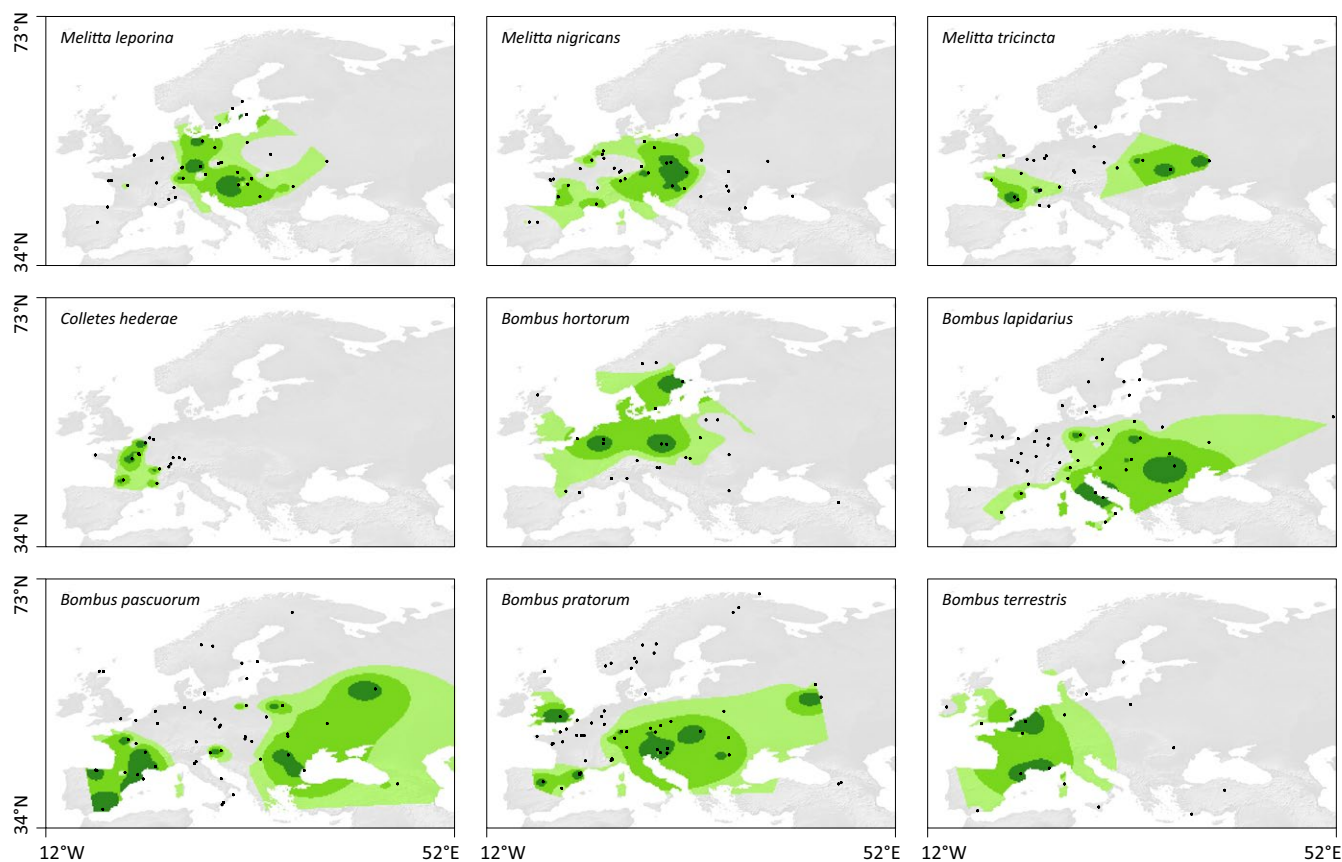 73°N
Melitta leporina
Melitta nigricans
Melitta tricincta
34°N
73°N
Colletes hederae
Bombus hortorum
Bombus lapidarius
34°N
73°N
Bombus pascuorum
Bombus pratorum
Bombus terrestris
34°N
12°W
52°E
12°W
52°E
12°W
52°E